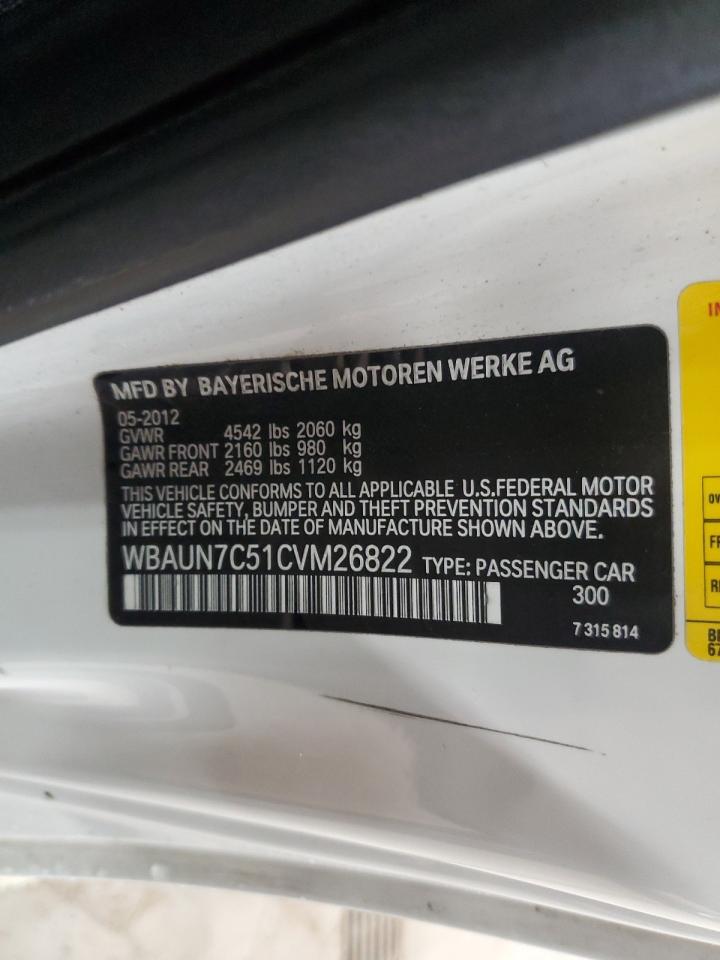 MFD BY BAYERISCHE MOTOREN WERKE AG
05-2012
GVWR 4542 lbs 2060 kg
GAWR FRONT 2160 lbs 980 kg
GAWR REAR 2469 lbs 1120 kg
THIS VEHICLE CONFORMS TO ALL APPLICABLE U.S.FEDERAL MOTOR
VEHICLE SAFETY, BUMPER AND THEFT PREVENTION STANDARDS
IN EFFECT ON THE DATE OF MANUFACTURE SHOWN ABOVE.
WBAUN7C51CVM26822 TYPE: PASSENGER CAR
300
7 315 814